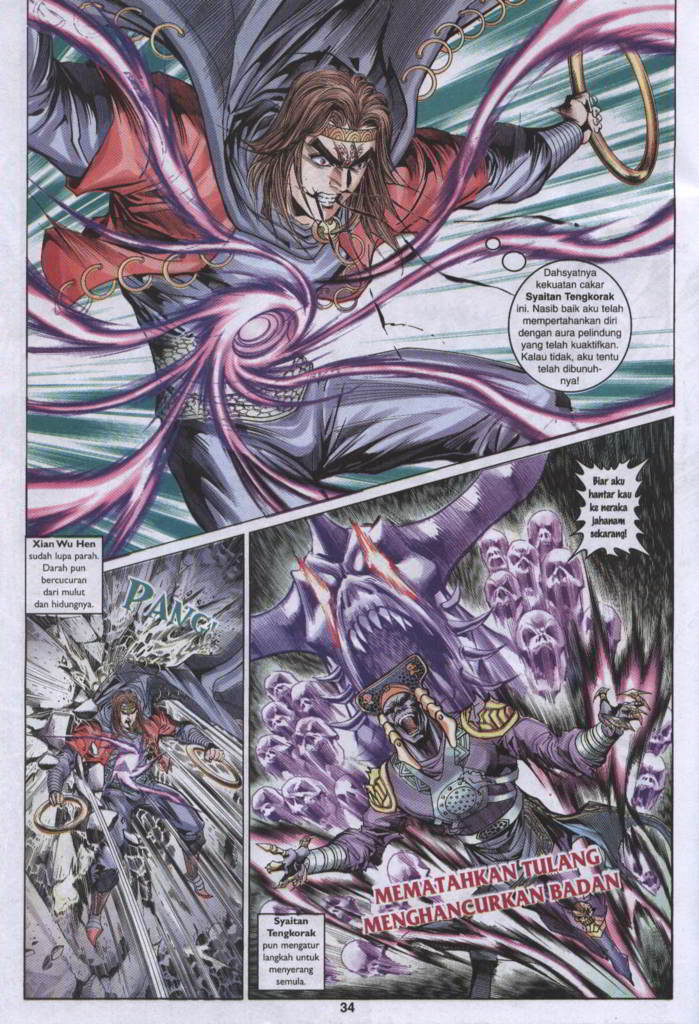 Dahsyatnya
kekuatan cakar
Syaitan Tengkorak
ini. Nasib baik aku telah
mempertahankan diri
dengan aura pelindung
yang telah kuaktifkan.
Kalau tidak, aku tentu
telah dibunuh-
nya!
Xian Wu Hen
sudah lupa parah.
Darah pun
bercucuran
dari mulut
dan hidungnya.
PANG!
Biar aku
hantar kau
ke neraka
jahanam
sekarang!
MEMATAHKAN TULANG
MENGHANCURKAN BADAN
Syaitan
Tengkorak
pun mengatur
langkah untuk
menyerang
semula.
34